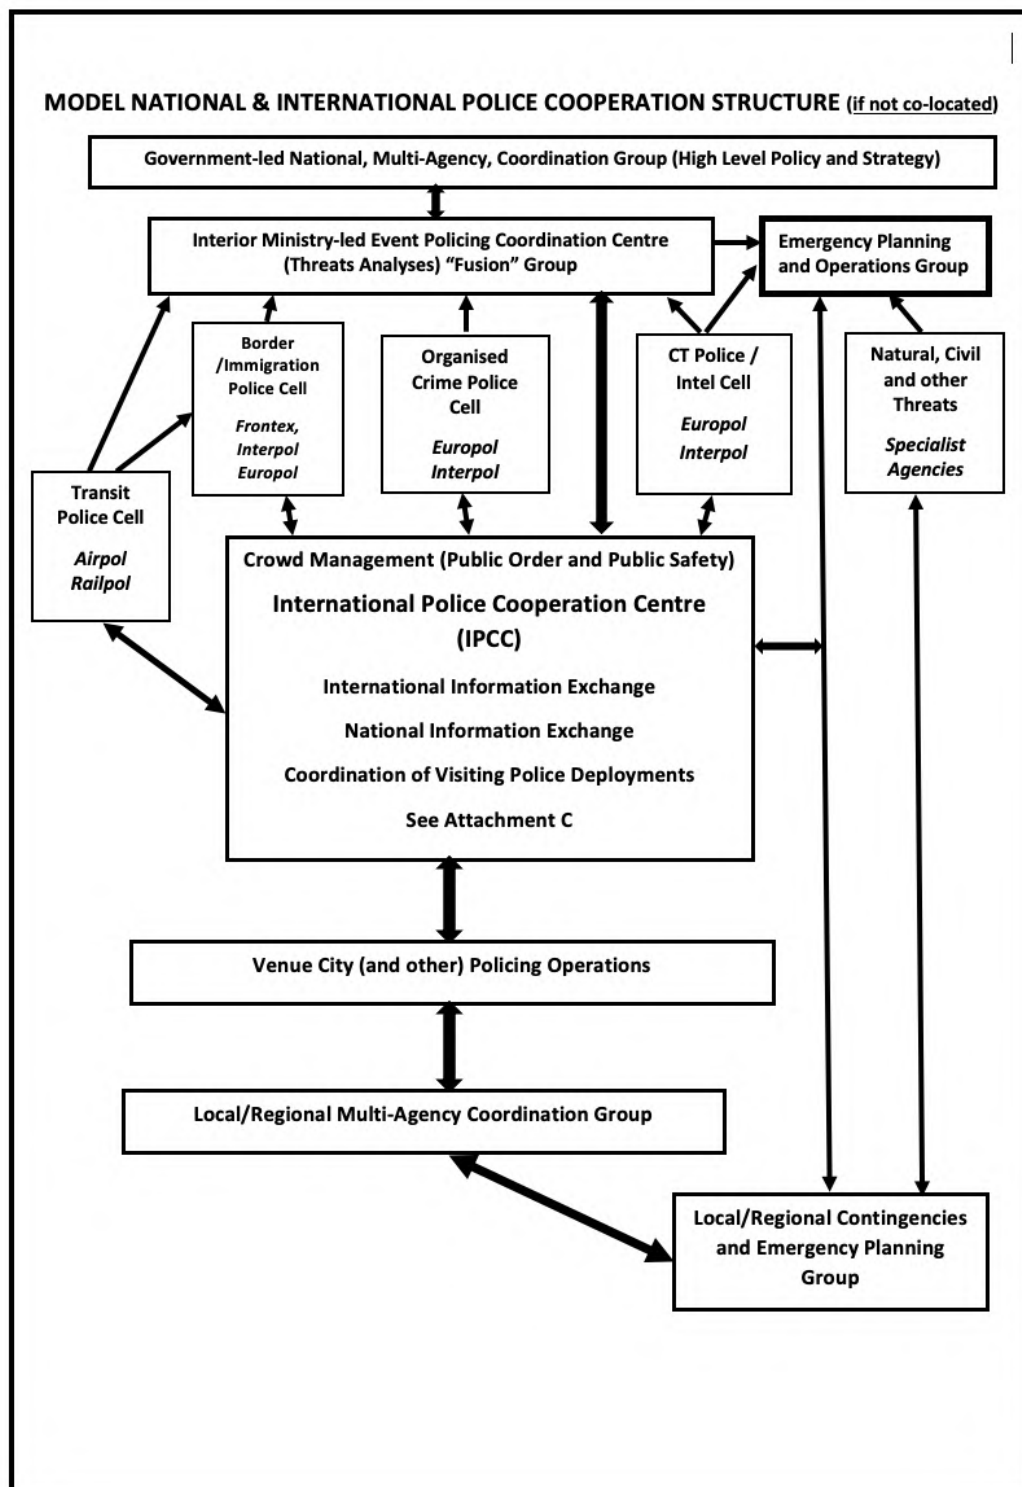 MODEL NATIONAL & INTERNATIONAL POLICE COOPERATION STRUCTURE (if not co-located)
Government-led National, Multi-Agency, Coordination Group (High Level Policy and Strategy)
Interior Ministry-led Event Policing Coordination Centre
(Threats Analyses) “Fusion” Group
Emergency Planning
and Operations Group
Border
/Immigration
Police Cell
Frontex,
Interpol
Europol
Organised
Crime Police
Cell
Europol
Interpol
CT Police /
Intel Cell
Europol
Interpol
Natural, Civil
and other
Threats
Specialist
Agencies
Transit
Police Cell
Airpol
Railpol
Crowd Management (Public Order and Public Safety)
International Police Cooperation Centre
(IPCC)
International Information Exchange
National Information Exchange
Coordination of Visiting Police Deployments
See Attachment C
Venue City (and other) Policing Operations
Local/Regional Multi-Agency Coordination Group
Local/Regional Contingencies
and Emergency Planning
Group